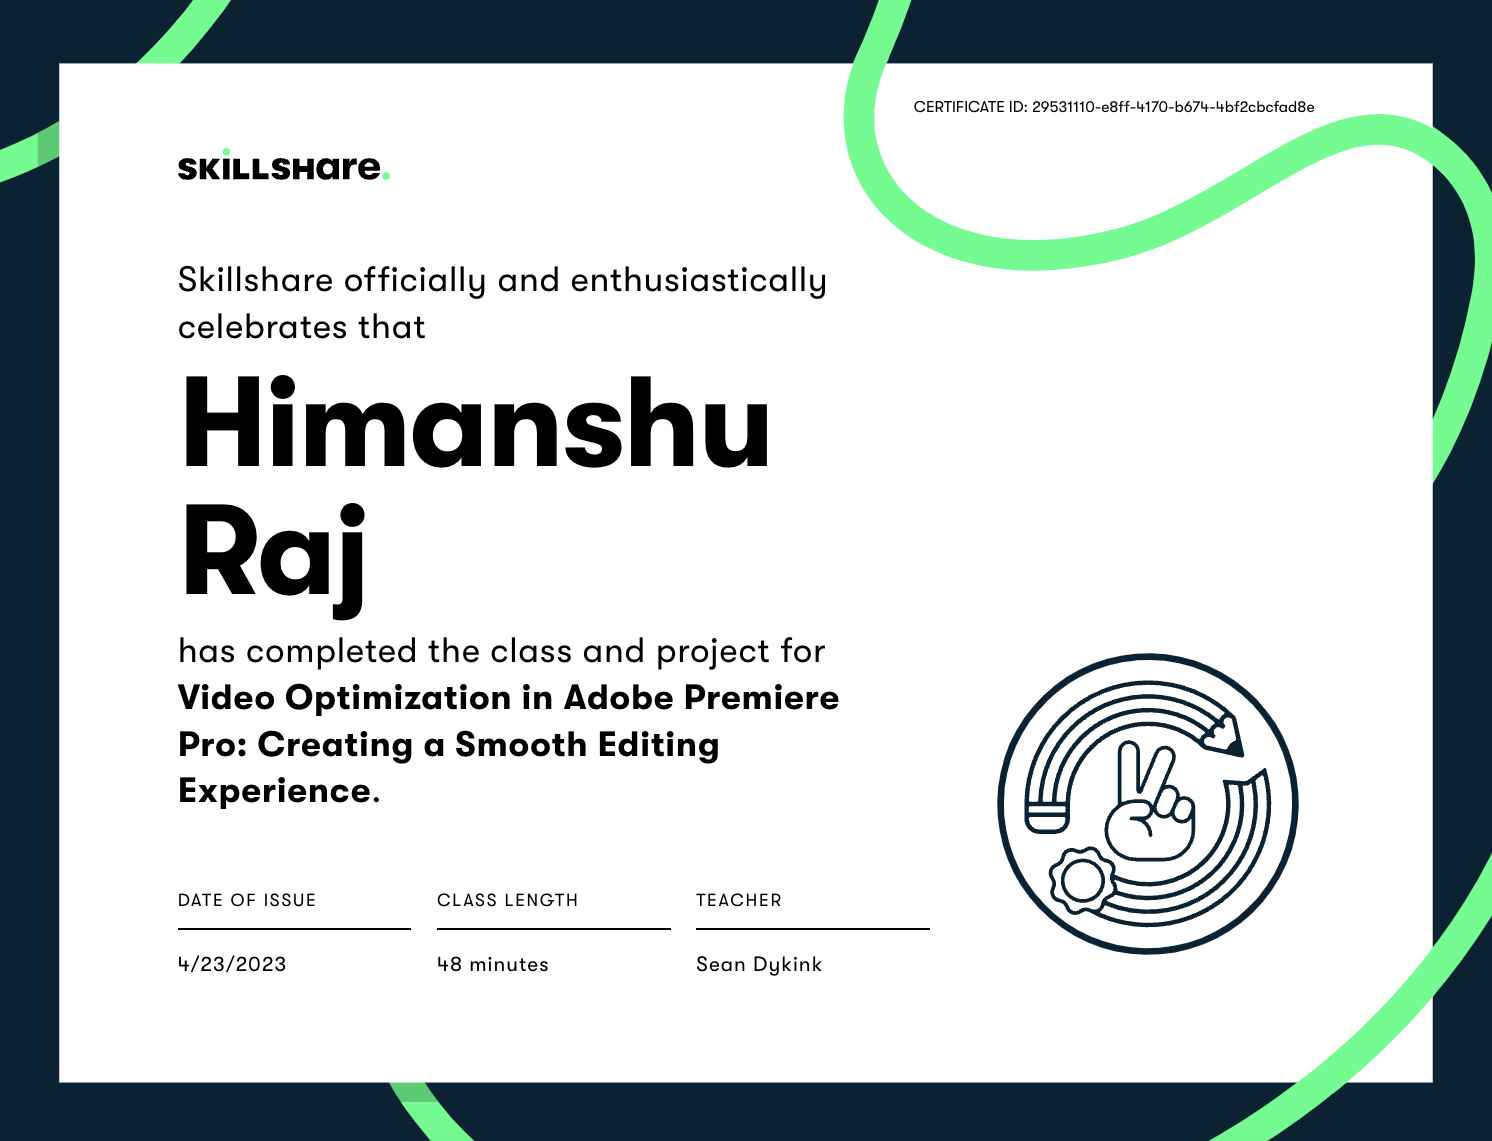 CERTIFICATE ID: 29531110-e8ff-4170-b674-4bf2cbcfad8e
SKiLLSHare.
Skillshare officially and enthusiastically
celebrates that
Himanshu
Raj
has completed the class and project for
Video Optimization in Adobe Premiere
Pro: Creating a Smooth Editing
Experience.
DATE OF ISSUE CLASS LENGTH TEACHER
4/23/2023 48 minutes Sean Dykink